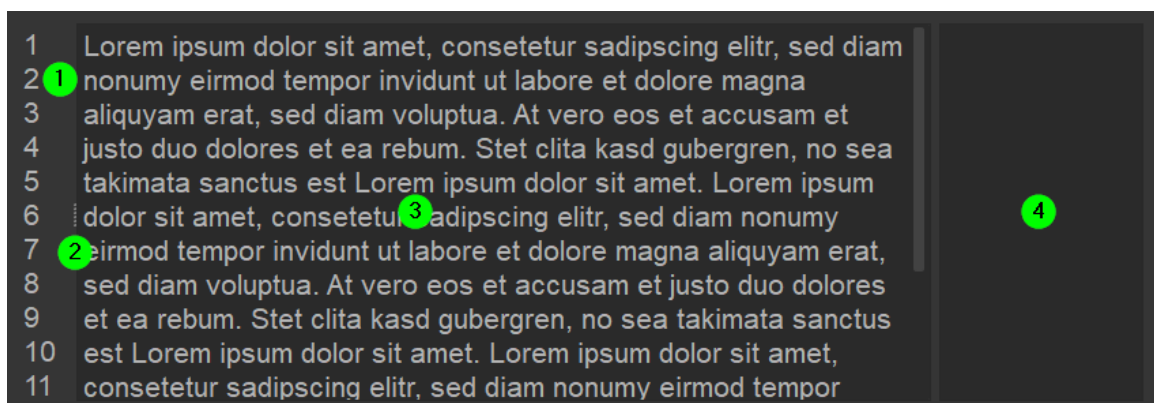 1 Lorem ipsum dolor sit amet, consetetur sadipscing elitr, sed diam
2 1 nonumy eirmod tempor invidunt ut labore et dolore magna
3 aliquyam erat, sed diam voluptua. At vero eos et accusam et
4 justo duo dolores et ea rebum. Stet clita kasd gubergren, no sea
5 takimata sanctus est Lorem ipsum dolor sit amet. Lorem ipsum
6 dolor sit amet, consetetu 3 adipscing elitr, sed diam nonumy 4
7 2 eirmod tempor invidunt ut labore et dolore magna aliquyam erat,
8 sed diam voluptua. At vero eos et accusam et justo duo dolores
9 et ea rebum. Stet clita kasd gubergren, no sea takimata sanctus
10 est Lorem ipsum dolor sit amet. Lorem ipsum dolor sit amet,
11 consetetur sadipscing elitr, sed diam nonumy eirmod tempor